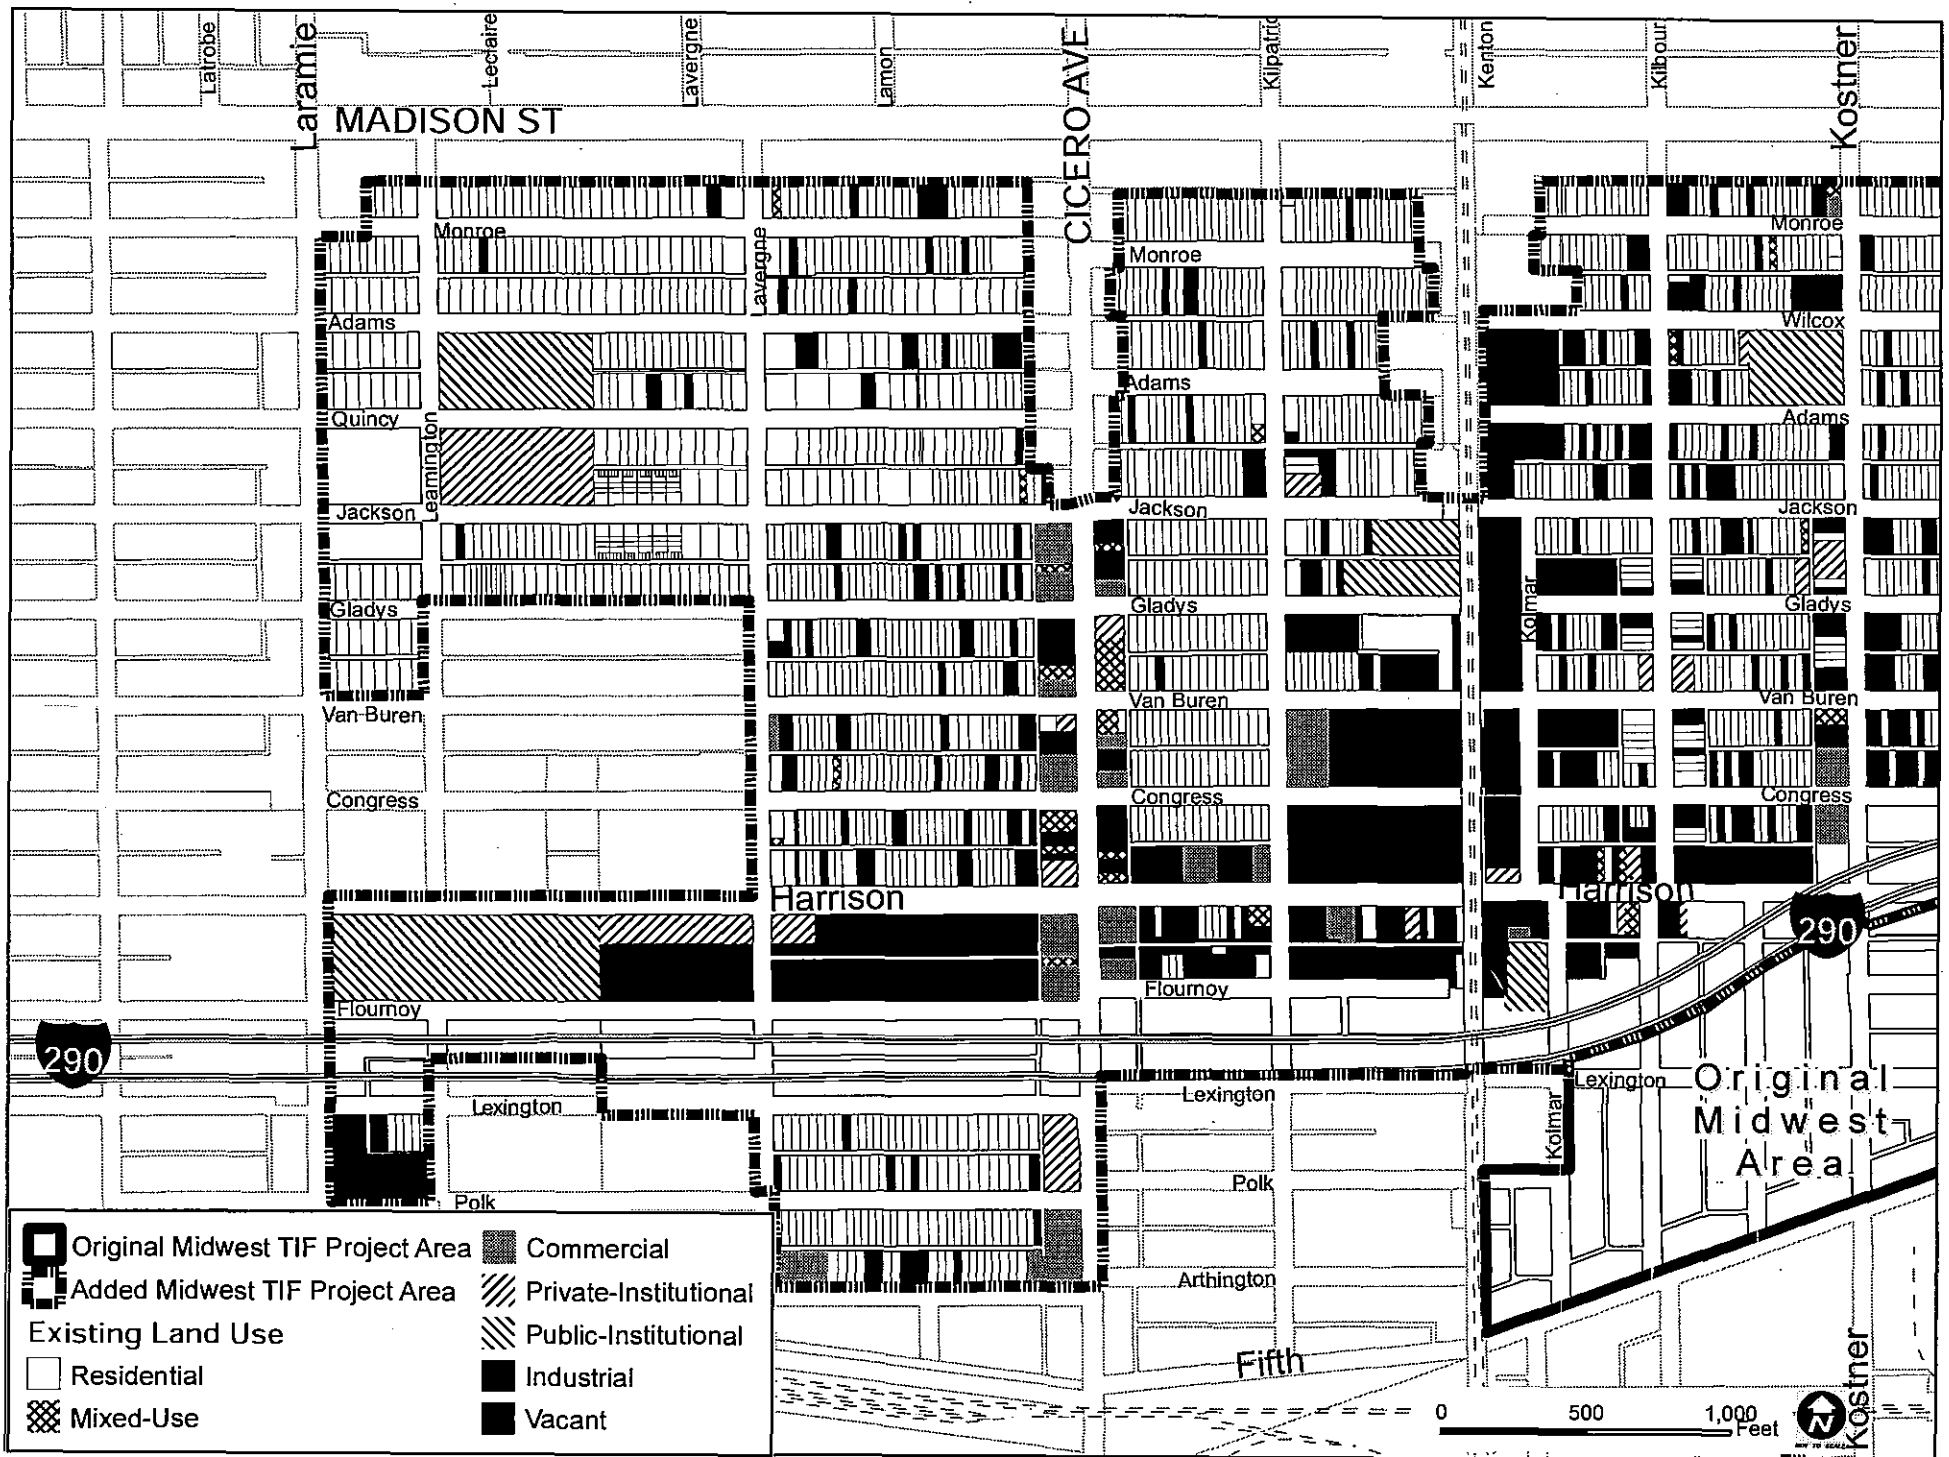 Latrobe
Laramie
Leclaire
Lavergne
Lamon
CICERO AVE
Kilpatric
Kenton
Kilbour
Kostner
MADISON ST
Monroe
Lavergne
Monroe
Monroe
Adams
Wilcox
Adams
Quincy
Leamington
Adams
Jackson
Jackson
Jackson
Gladys
Gladys
Kolmar
Gladys
Van Buren
Van Buren
Van Buren
Congress
Congress
Congress
Harrison
Harrison
290
Flournoy
Flournoy
290
Lexington
Lexington
Lexington
Kolmar
Original
Midwest
Area
Polk
Polk
Arthington
Fifth
Kostner
Original Midwest TIF Project Area
Added Midwest TIF Project Area
Existing Land Use
Residential
Mixed-Use
Commercial
Private-Institutional
Public-Institutional
Industrial
Vacant
0 500 1,000
Feet
N